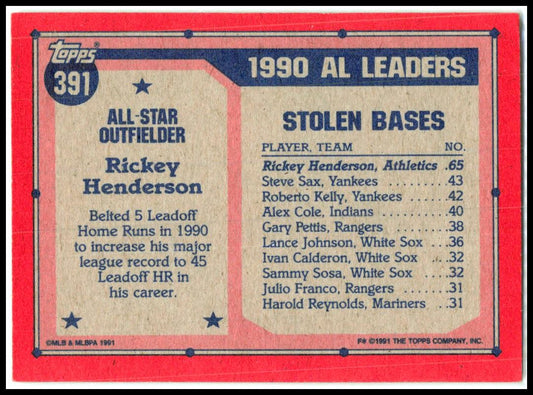 Topps
391
ALL-STAR
OUTFIELDER
Rickey
Henderson
Belted 5 Leadoff
Home Runs in 1990
to increase his major
league record to 45
Leadoff HR in
his career.
©MLB & MLBPA 1991
1990 AL LEADERS
STOLEN BASES
PLAYER, TEAM NO.
Rickey Henderson, Athletics .65
Steve Sax, Yankees ........43
Roberto Kelly, Yankees ....42
Alex Cole, Indians ........40
Gary Pettis, Rangers ......38
Lance Johnson, White Sox ..36
Ivan Calderon, White Sox ..32
Sammy Sosa, White Sox ....32
Julio Franco, Rangers ......31
Harold Reynolds, Mariners ..31
F# ©1991 THE TOPPS COMPANY, INC.